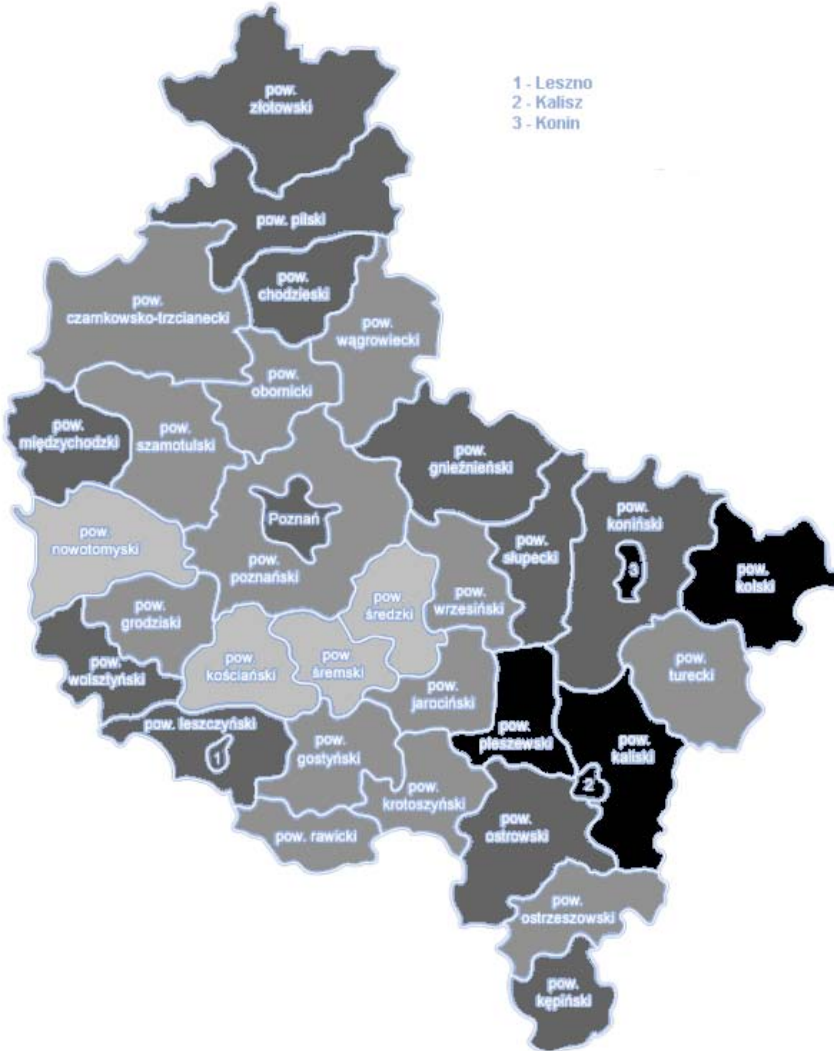 1 - Leszno
2 - Kalisz
3 - Konin
pow.
złotowski
pow. pilski
pow.
chodzieski
pow.
czarnkowsko-trzcianecki
pow.
wągrowiecki
pow.
obornicki
pow.
międzychodzki
pow.
szamotulski
pow.
gnieźnieński
Poznań
pow.
poznański
pow.
nowotomyski
pow.
słupecki
pow.
koniński
3
pow.
kolski
pow.
średzki
pow.
wrzesiński
pow.
grodziski
pow.
wolsztyński
pow.
kościański
pow.
śremski
pow.
jarociński
pow.
turecki
pow. leszczyński
1
pow.
gostyński
pow.
pleszewski
pow.
kaliski
2
pow.
krotoszyński
pow. rawicki
pow.
ostrowski
pow.
ostrzeszowski
pow.
kępiński